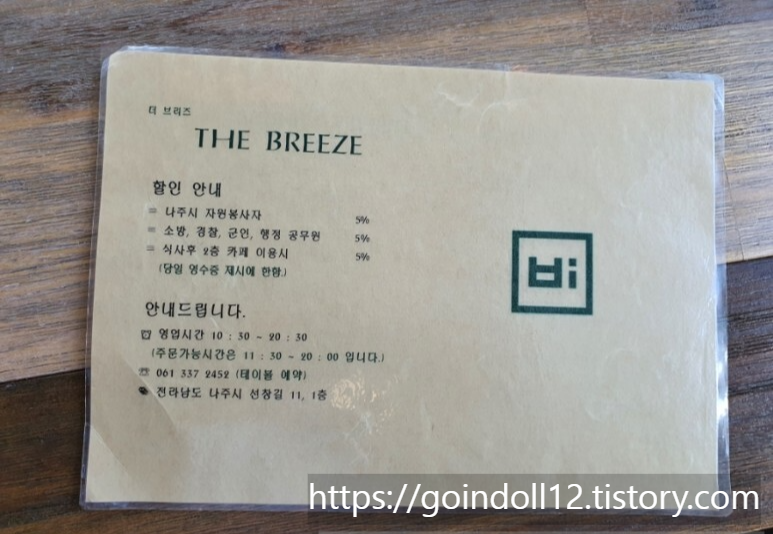 더 브리즈
THE BREEZE
할인 안내
= 나주시 자원봉사자 5%
= 소방, 경찰, 군인, 행정 공무원 5%
= 식사후 2층 카페 이용시 5%
(당일 영수증 제시에 한함.)
안내드립니다.
영업시간 10 : 30 ~ 20 : 30
(주문가능시간은 11 : 30 ~ 20 : 00 입니다.)
☏ 061 337 2452 (테이블 예약)
전라남도 나주시 선창길 11, 1층
https://goindoll12.tistory.com